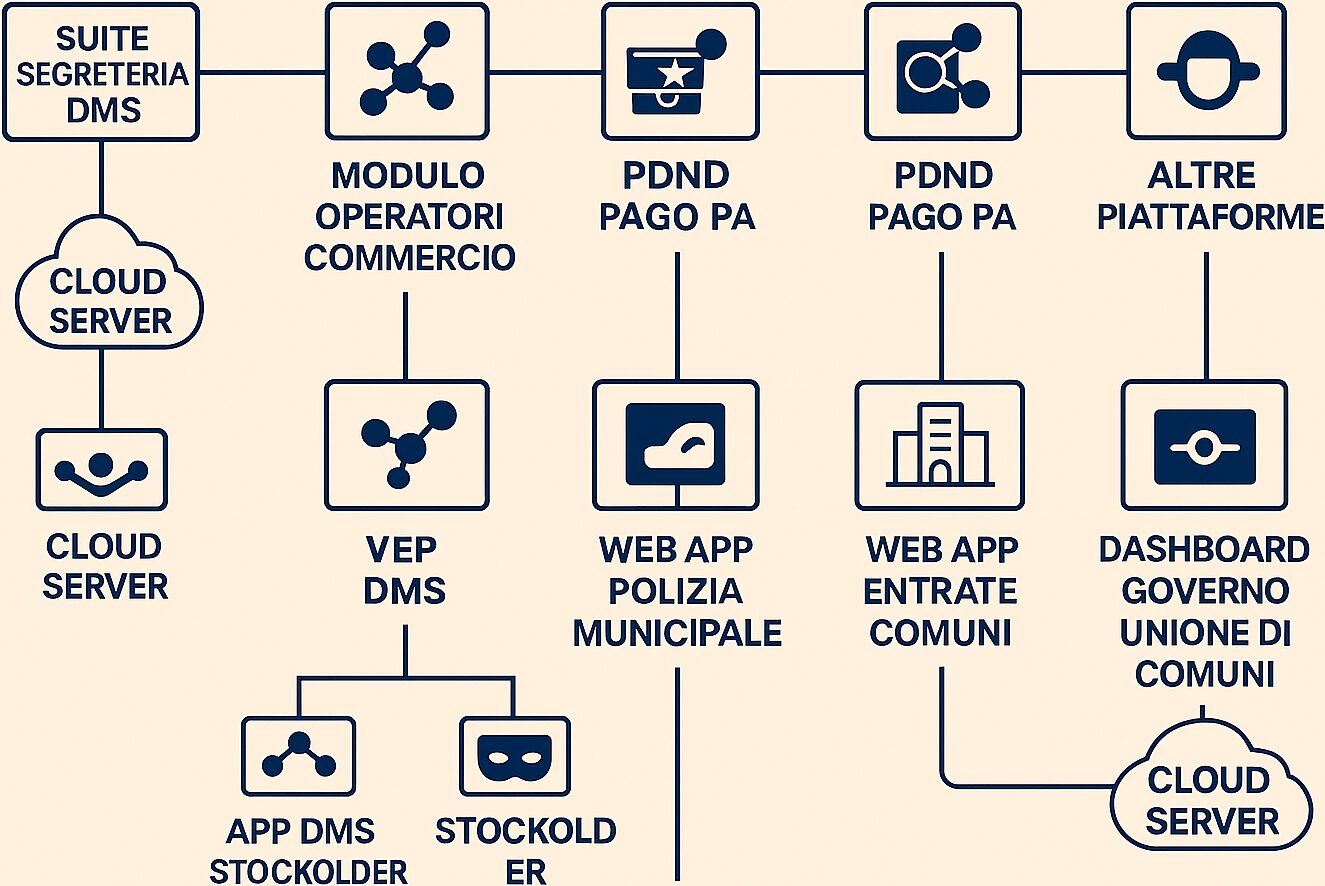 SUITE
SEGRETERIA
DMS
MODULO
OPERATORI
COMMERCIO
PDND
PAGO PA
PDND
PAGO PA
ALTRE
PIATTAFORME
CLOUD
SERVER
CLOUD
SERVER
VEP
DMS
WEB APP
POLIZIA
MUNICIPALE
WEB APP
ENTRATE
COMUNI
DASHBOARD
GOVERNO
UNIONE DI
COMUNI
APP DMS
STOCKOLDER
STOCKOLD
ER
CLOUD
SERVER